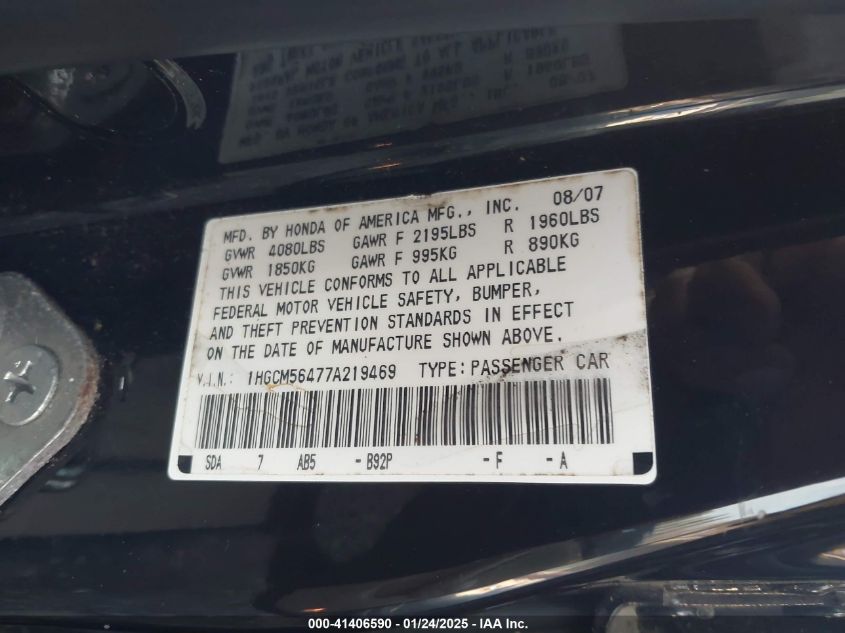 MFD. BY HONDA OF AMERICA MFG., INC. 08/07
GVWR 4080LBS GAWR F 2195LBS R 1960LBS
GVWR 1850KG GAWR F 995KG R 890KG
THIS VEHICLE CONFORMS TO ALL APPLICABLE
FEDERAL MOTOR VEHICLE SAFETY, BUMPER,
AND THEFT PREVENTION STANDARDS IN EFFECT
ON THE DATE OF MANUFACTURE SHOWN ABOVE.
V.I.N.: 1HGCM56477A219469 TYPE: PASSENGER CAR
SDA 7 AB5 - B92P - F - A
000-41406590 - 01/24/2025 - IAA Inc.